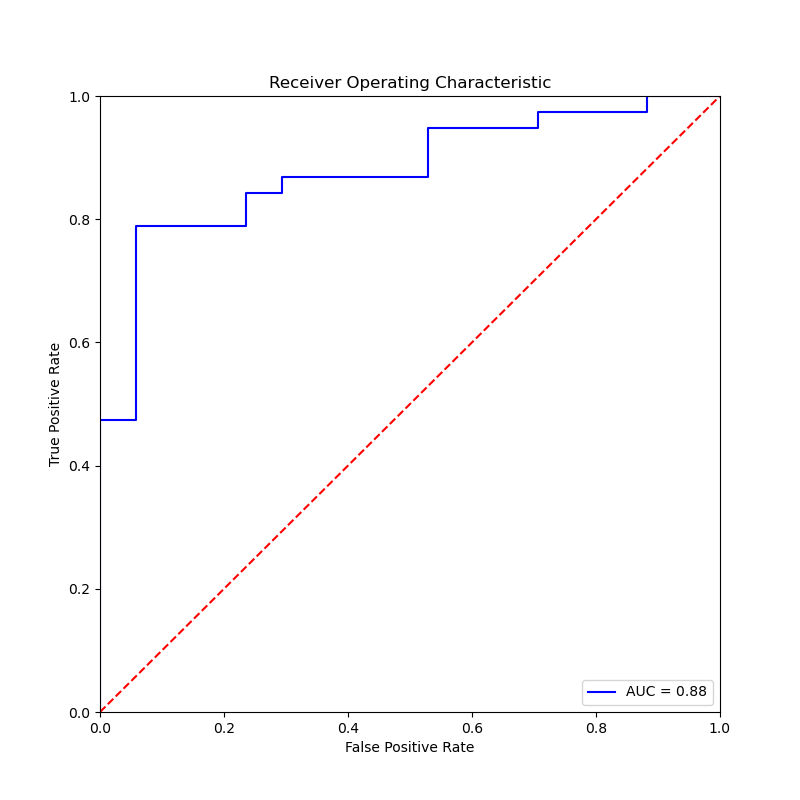 Receiver Operating Characteristic
1.0
0.8
0.6
0.4
0.2
0.0
True Positive Rate
AUC = 0.88
0.0 0.2 0.4 0.6 0.8 1.0
False Positive Rate